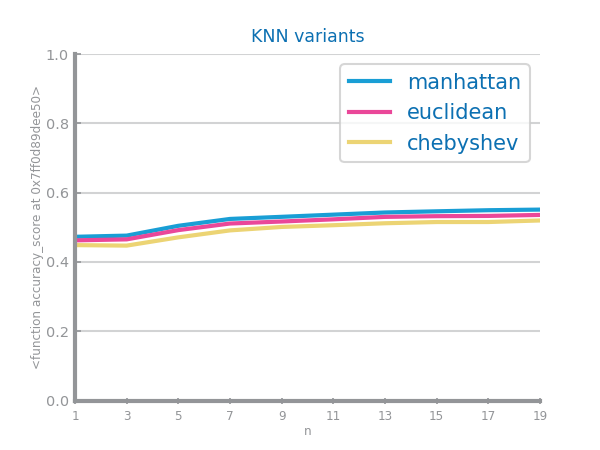 KNN variants
<function accuracy_score at 0x7ff0d89dee50>
1.0
0.8
0.6
0.4
0.2
0.0
manhattan
euclidean
chebyshev
1 3 5 7 9 11 13 15 17 19
n